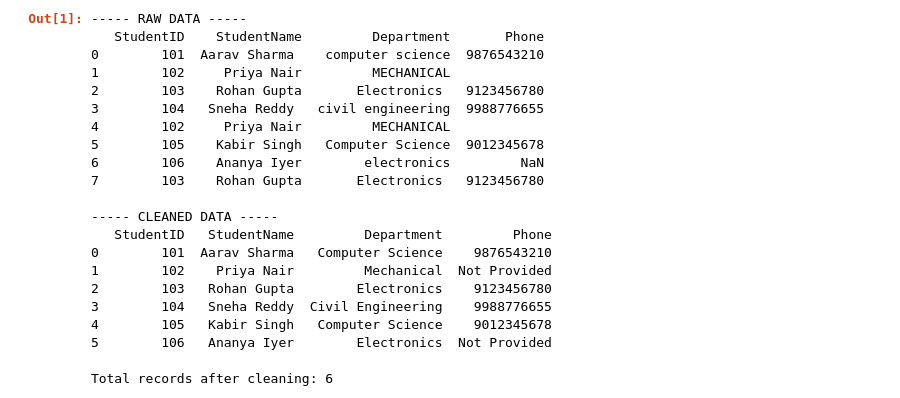 Out[1]: ----- RAW DATA -----
   StudentID    StudentName         Department       Phone
0        101  Aarav Sharma    computer science  9876543210
1        102     Priya Nair         MECHANICAL
2        103    Rohan Gupta       Electronics   9123456780
3        104   Sneha Reddy   civil engineering  9988776655
4        102     Priya Nair         MECHANICAL
5        105    Kabir Singh   Computer Science  9012345678
6        106    Ananya Iyer        electronics         NaN
7        103    Rohan Gupta       Electronics   9123456780

----- CLEANED DATA -----
   StudentID   StudentName         Department         Phone
0        101  Aarav Sharma   Computer Science    9876543210
1        102    Priya Nair         Mechanical  Not Provided
2        103   Rohan Gupta        Electronics    9123456780
3        104   Sneha Reddy  Civil Engineering    9988776655
4        105   Kabir Singh   Computer Science    9012345678
5        106   Ananya Iyer        Electronics  Not Provided

Total records after cleaning: 6